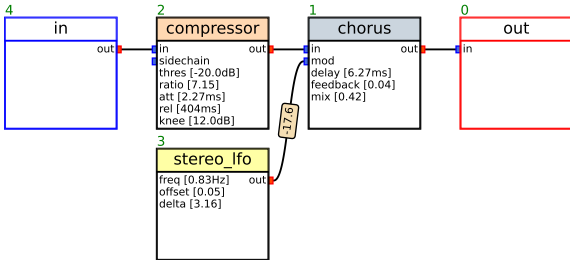 4
in
out
2
compressor
in
out
sidechain
thres [-20.0dB]
ratio [7.15]
att [2.27ms]
rel [404ms]
knee [12.0dB]
1
chorus
in
out
mod
delay [6.27ms]
feedback [0.04]
mix [0.42]
0
out
in
-17.6
3
stereo_lfo
freq [0.83Hz]
out
offset [0.05]
delta [3.16]